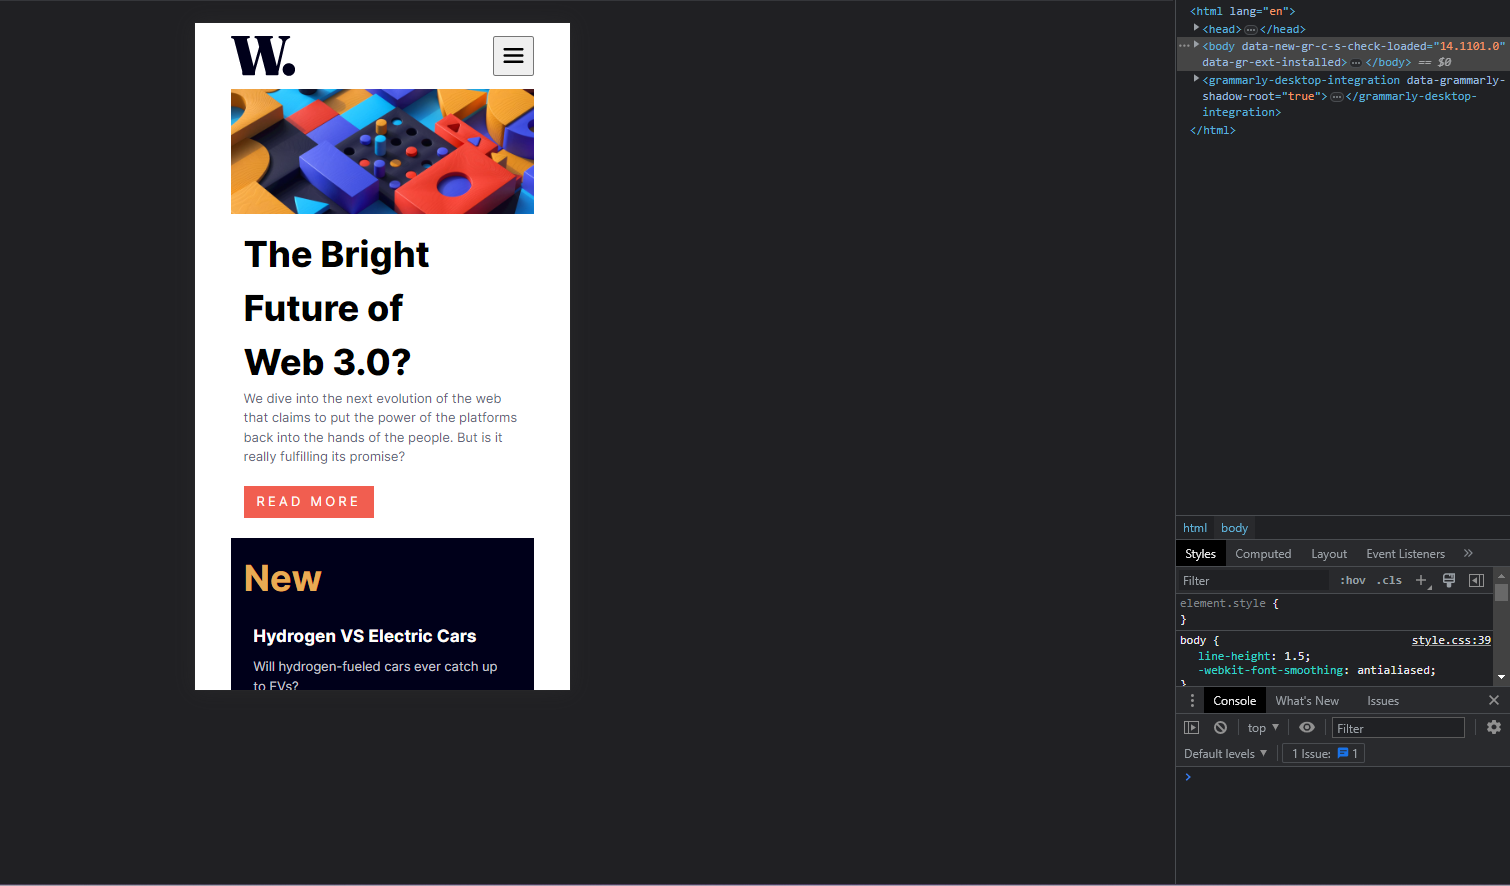 W.
The Bright
Future of
Web 3.0?
We dive into the next evolution of the web
that claims to put the power of the platforms
back into the hands of the people. But is it
really fulfilling its promise?
READ MORE
New
Hydrogen VS Electric Cars
Will hydrogen-fueled cars ever catch up
to EVs?
<html lang="en">
<head> ··· </head>
··· <body data-new-gr-c-s-check-loaded="14.1101.0"
data-gr-ext-installed> ··· </body> == $0
<grammarly-desktop-integration data-grammarly-
shadow-root="true"> ··· </grammarly-desktop-
integration>
</html>
html body
Styles Computed Layout Event Listeners »
Filter :hov .cls +
element.style {
}
body { style.css:39
line-height: 1.5;
-webkit-font-smoothing: antialiased;
}
Console What's New Issues
top Filter
Default levels 1 Issue: 1